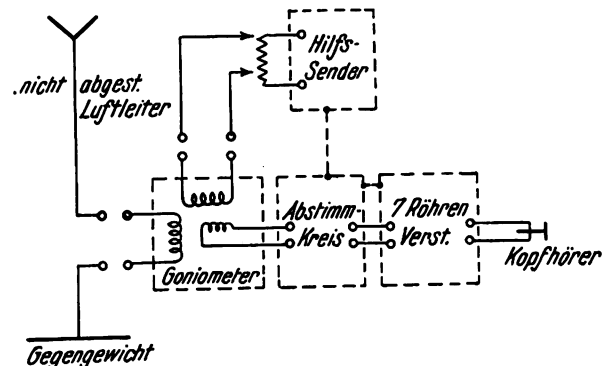 Hilfs-
Sender
.nicht abgest.
Luftleiter
Abstimm-
Kreis
7 Röhren
Verst.
Kopfhörer
Goniometer
Gegengewicht